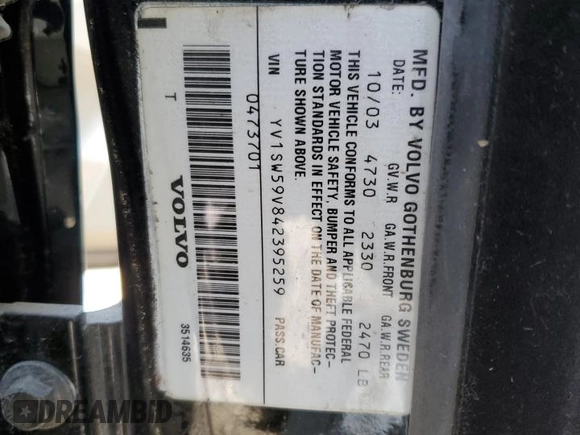 MFD. BY VOLVO GOTHENBURG SWEDEN
DATE: GV.W.R GA.W.R.FRONT GA.W.R.REAR
10/03 4730 2330 2470 LB
THIS VEHICLE CONFORMS TO ALL APPLICABLE FEDERAL
MOTOR VEHICLE SAFETY, BUMPER AND THEFT PROTEC-
TION STANDARDS IN EFFECT ON THE DATE OF MANUFAC-
TURE SHOWN ABOVE.
VIN YV1SW59V842395259 PASS.CAR
0473701
T VOLVO 3514635
DREAMBID